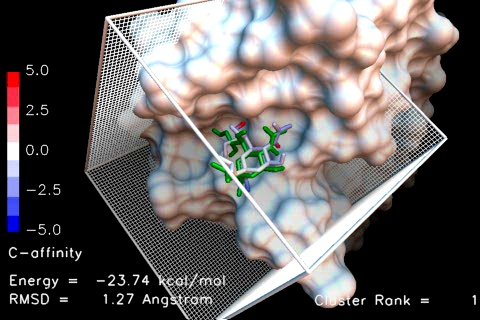 5.0
2.5
0.0
-2.5
-5.0
C-affinity
Energy = -23.74 kcal/mol
RMSD = 1.27 Angstrom
Cluster Rank = 1